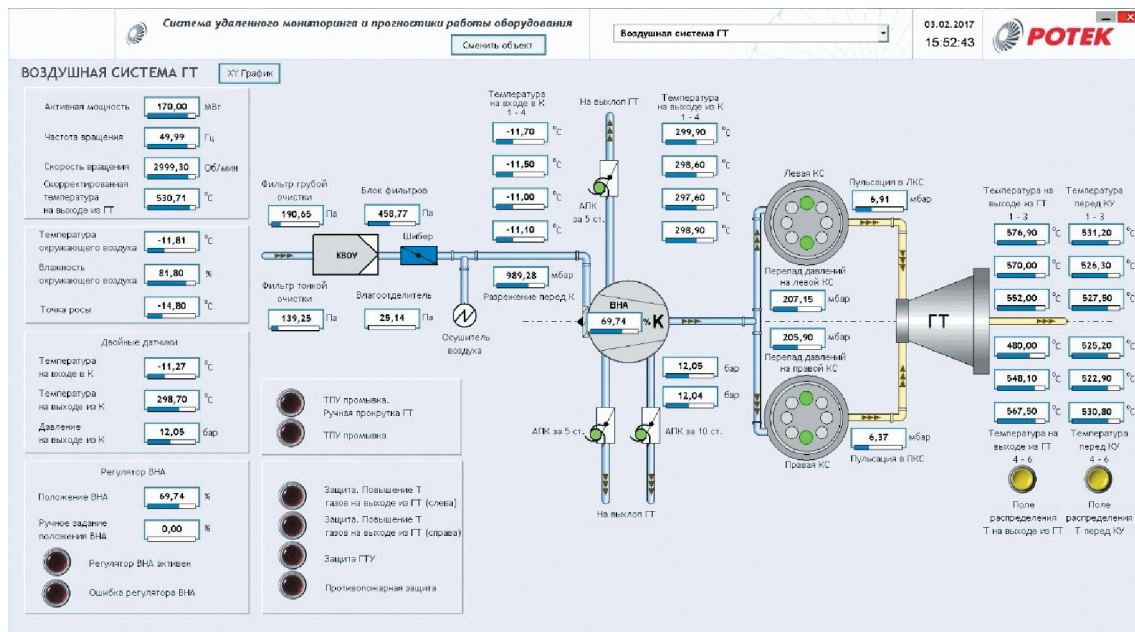 Система удаленного мониторинга и прогностики работы оборудования
Сменить объект
Воздушная система ГТ
03.02.2017
15:52:43
РОТЕК
ВОЗДУШНАЯ СИСТЕМА ГТ
XY График
Активная мощность 170,00 МВт
Частота вращения 49,99 Гц
Скорость вращения 2999,30 Об/мин
Скорректированная
температура
на выходе из ГТ
530,71 °C
Температура
окружающего воздуха
-11,81 °C
Влажность
окружающего воздуха
81,80 %
Точка росы -14,80 °C
Двойные датчики
Температура
на входе в К
-11,27 °C
Температура
на выходе из К
298,70 °C
Давление
на выходе из К
12,05 бар
Регулятор ВНА
Положение ВНА 69,74 %
Ручное задание
положения ВНА
0,00 %
Регулятор ВНА активен
Ошибка регулятора ВНА
Фильтр грубой
очистки
190,65 Па
Блок фильтров
458,77 Па
КВОУ
Шибер
Фильтр тонкой
очистки
139,25 Па
Влагоотделитель
25,14 Па
Осушитель
воздуха
ТПУ промывка.
Ручная прокрутка ГТ
ТПУ промывка
Защита. Повышение Т
газов на выходе из ГТ (слева)
Защита. Повышение Т
газов на выходе из ГТ (справа)
Защита ГТУ
Противопожарная защита
Температура
на входе в К
1 - 4
-11,70 °C
-11,50 °C
-11,00 °C
-11,10 °C
989,28 мбар
Разрежение перед К
На выхлоп ГТ
АПК
за 5 ст.
Температура
на выходе из К
1 - 4
299,90 °C
298,60 °C
297,60 °C
298,90 °C
ВНА
69,74 % К
12,05 бар
12,04 бар
АПК за 5 ст.
АПК за 10 ст.
На выхлоп ГТ
Левая КС
Пульсация в ЛКС
6,91 мбар
Перепад давлений
на левой КС
207,15 мбар
205,90 мбар
Перепад давлений
на правой КС
6,37 мбар
Пульсация в ПКС
Правая КС
ГТ
Температура на
выходе из ГТ
1 - 3
576,90 °C
570,00 °C
552,00 °C
480,00 °C
548,10 °C
567,50 °C
Температура на
выходе из ГТ
4 - 6
Поле
распределения
Т на выходе из ГТ
Температура
перед КУ
1 - 3
531,20 °C
526,30 °C
527,50 °C
525,20 °C
522,90 °C
530,80 °C
Температура
перед КУ
4 - 6
Поле
распределения
Т перед КУ